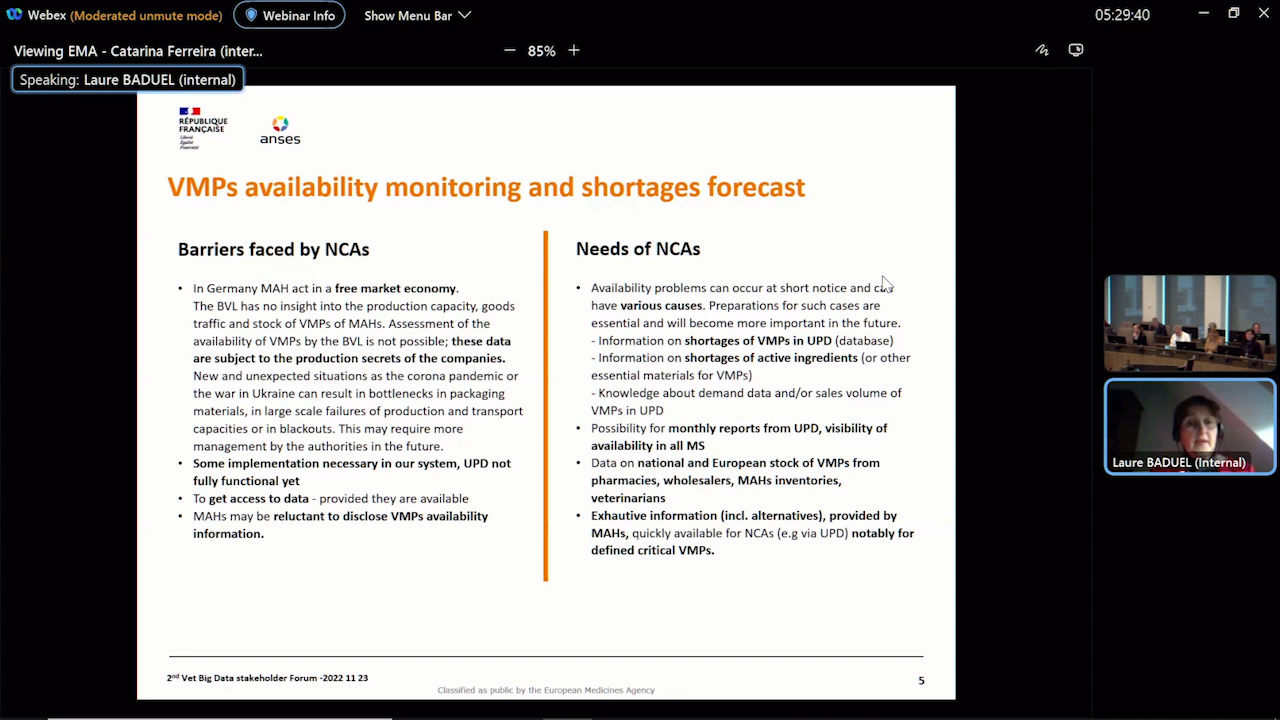 Webex (Moderated unmute mode)
Webinar Info
Show Menu Bar
05:29:40
Viewing EMA - Catarina Ferreira (inter...
85%
Speaking: Laure BADUEL (internal)
RÉPUBLIQUE
FRANÇAISE
Liberté
Égalité
Fraternité
anses
VMPs availability monitoring and shortages forecast
Barriers faced by NCAs
• In Germany MAH act in a free market economy.
The BVL has no insight into the production capacity, goods
traffic and stock of VMPs of MAHs. Assessment of the
availability of VMPs by the BVL is not possible; these data
are subject to the production secrets of the companies.
New and unexpected situations as the corona pandemic or
the war in Ukraine can result in bottlenecks in packaging
materials, in large scale failures of production and transport
capacities or in blackouts. This may require more
management by the authorities in the future.
• Some implementation necessary in our system, UPD not
fully functional yet
• To get access to data - provided they are available
• MAHs may be reluctant to disclose VMPs availability
information.
Needs of NCAs
• Availability problems can occur at short notice and can
have various causes. Preparations for such cases are
essential and will become more important in the future.
- Information on shortages of VMPs in UPD (database)
- Information on shortages of active ingredients (or other
essential materials for VMPs)
- Knowledge about demand data and/or sales volume of
VMPs in UPD
• Possibility for monthly reports from UPD, visibility of
availability in all MS
• Data on national and European stock of VMPs from
pharmacies, wholesalers, MAHs inventories,
veterinarians
• Exhautive information (incl. alternatives), provided by
MAHs, quickly available for NCAs (e.g via UPD) notably for
defined critical VMPs.
Laure BADUEL (Internal)
2nd Vet Big Data stakeholder Forum -2022 11 23
Classified as public by the European Medicines Agency
5